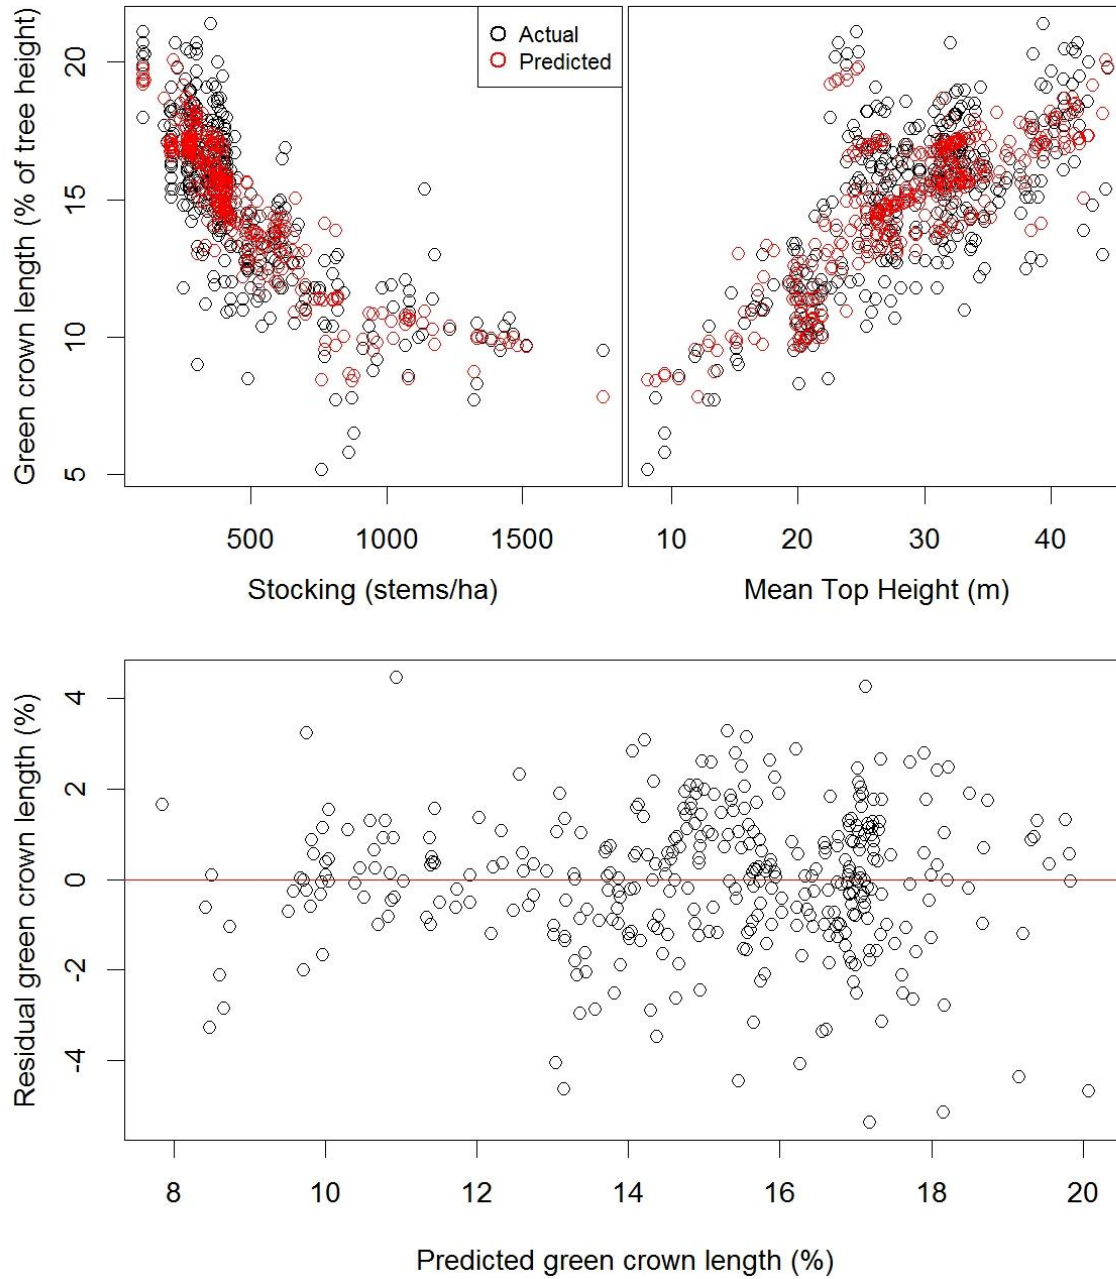 Green crown length (% of tree height)
20
15
10
5
Actual
Predicted
500 1000 1500
10 20 30 40
Stocking (stems/ha)
Mean Top Height (m)
Residual green crown length (%)
4
2
0
-2
-4
8 10 12 14 16 18 20
Predicted green crown length (%)